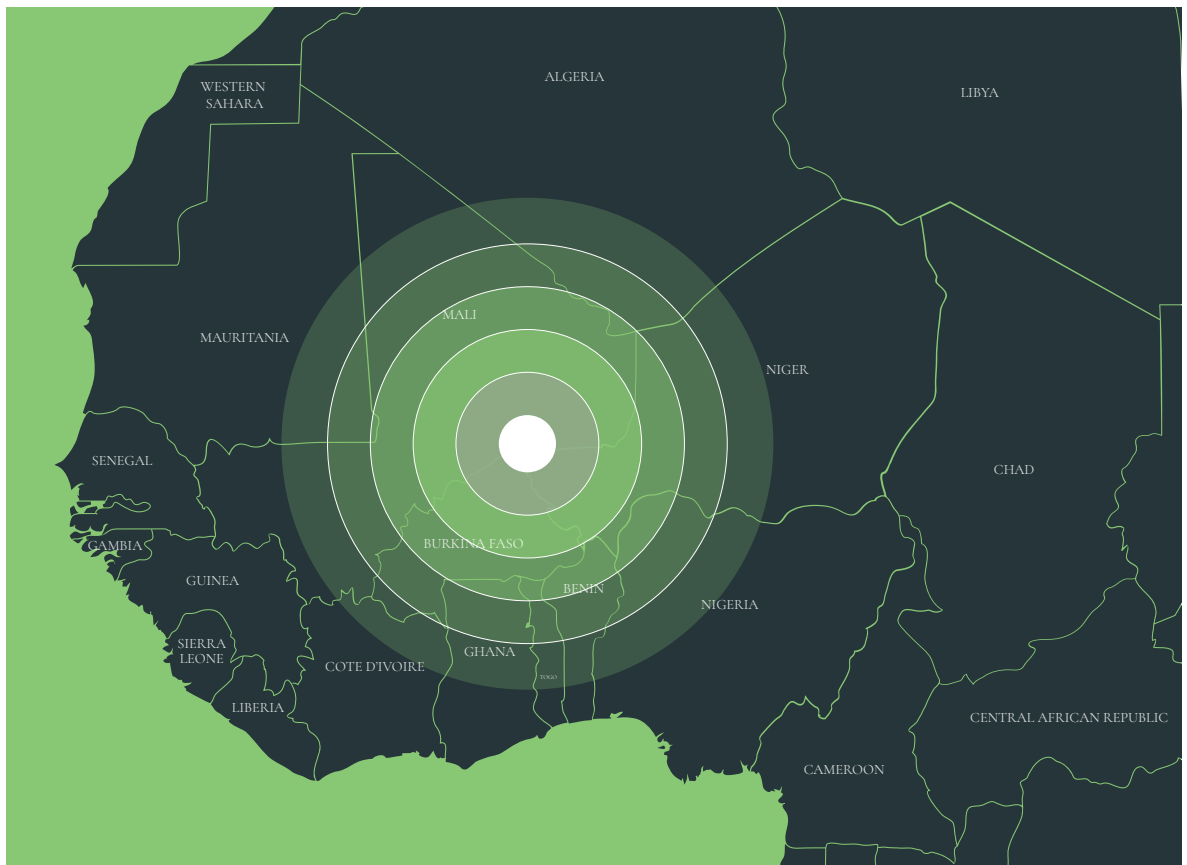 ALGERIA
WESTERN
SAHARA
LIBYA
MALI
MAURITANIA
NIGER
SENEGAL
CHAD
BURKINA FASO
GAMBIA
GUINEA
BENIN
NIGERIA
SIERRA
LEONE
GHANA
COTE D'IVOIRE
TOGO
LIBERIA
CENTRAL AFRICAN REPUBLIC
CAMEROON